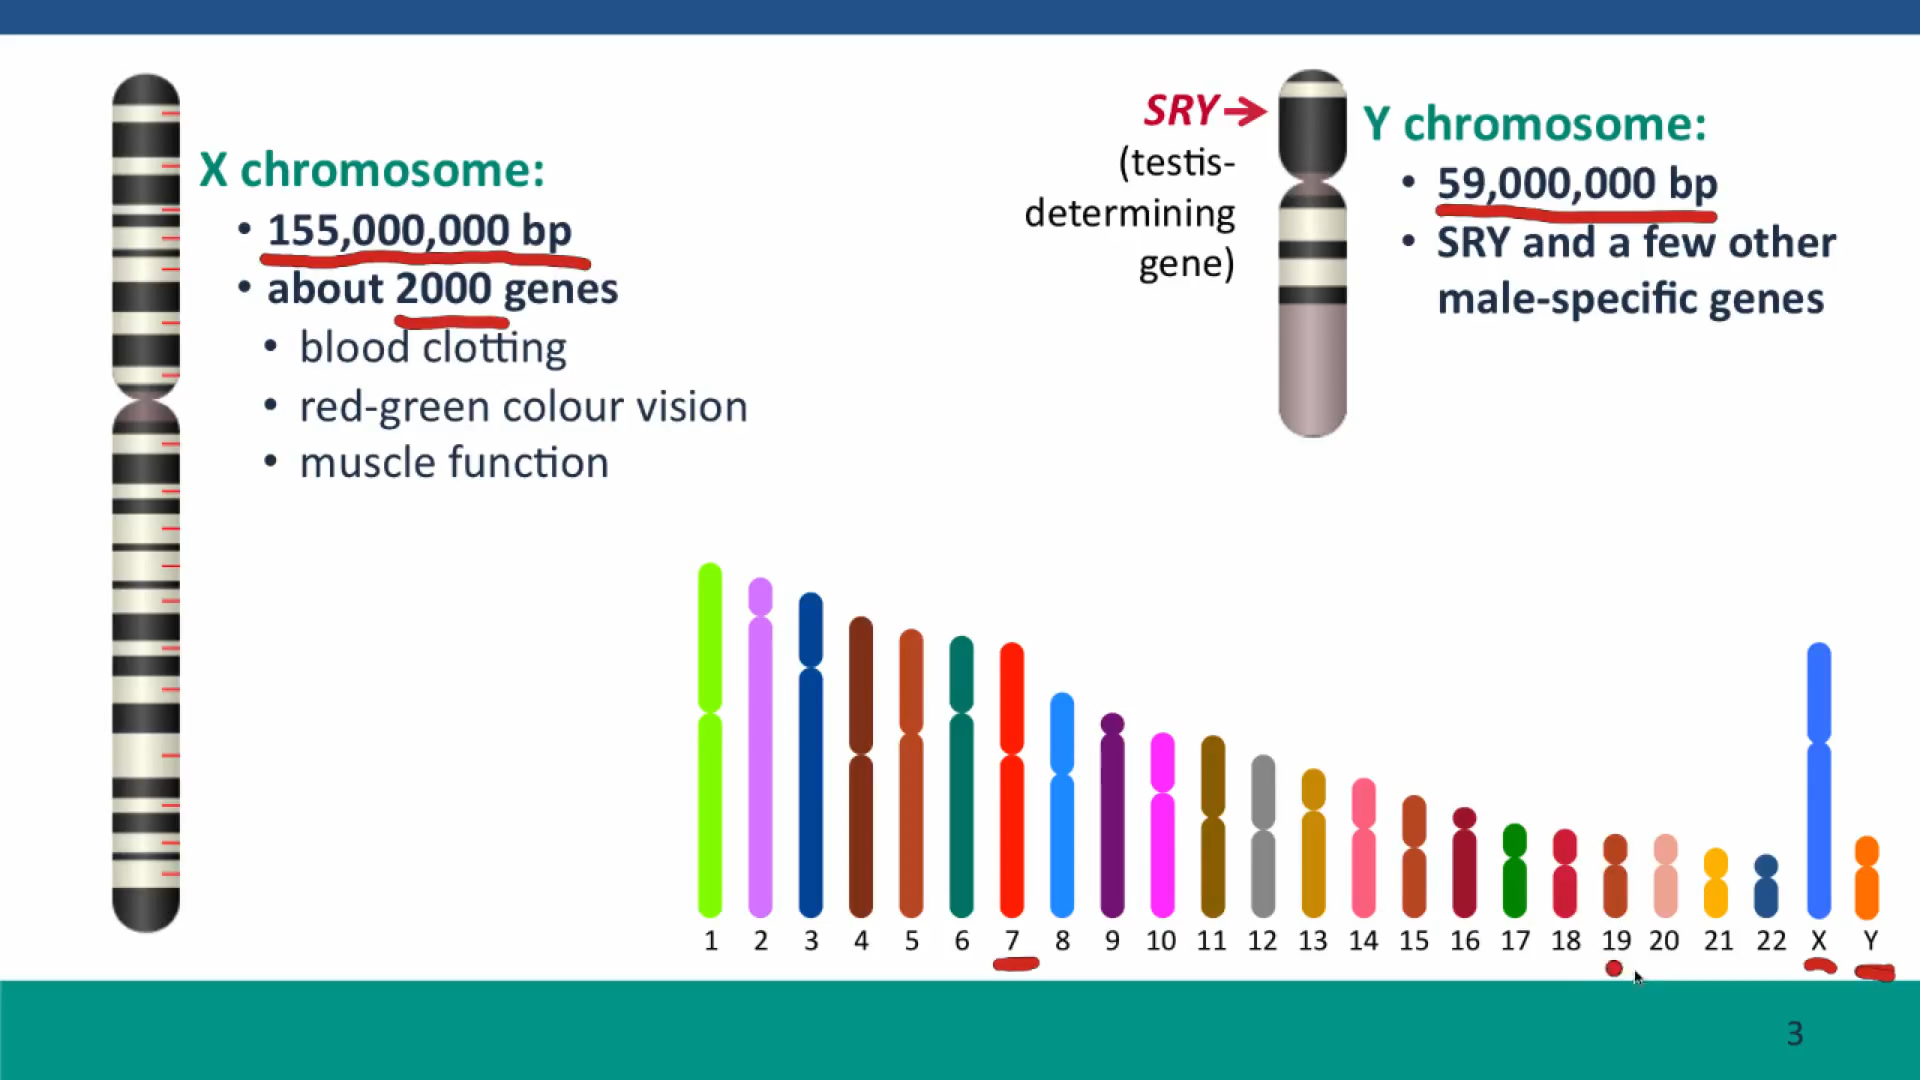 X chromosome:
• 155,000,000 bp
• about 2000 genes
• blood clotting
• red-green colour vision
• muscle function
SRY
(testis-
determining
gene)
Y chromosome:
• 59,000,000 bp
• SRY and a few other
male-specific genes
1 2 3 4 5 6 7 8 9 10 11 12 13 14 15 16 17 18 19 20 21 22 X Y
3